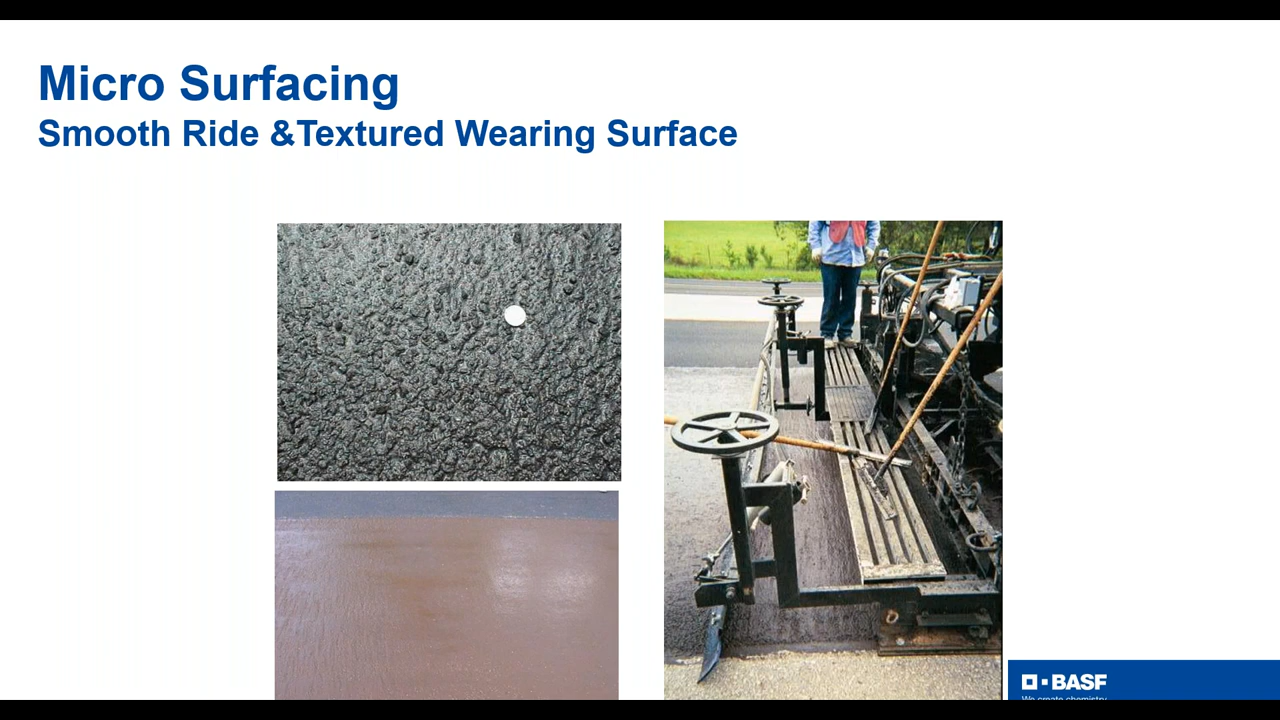 Micro Surfacing
Smooth Ride &Textured Wearing Surface
BASF
We create chemistry